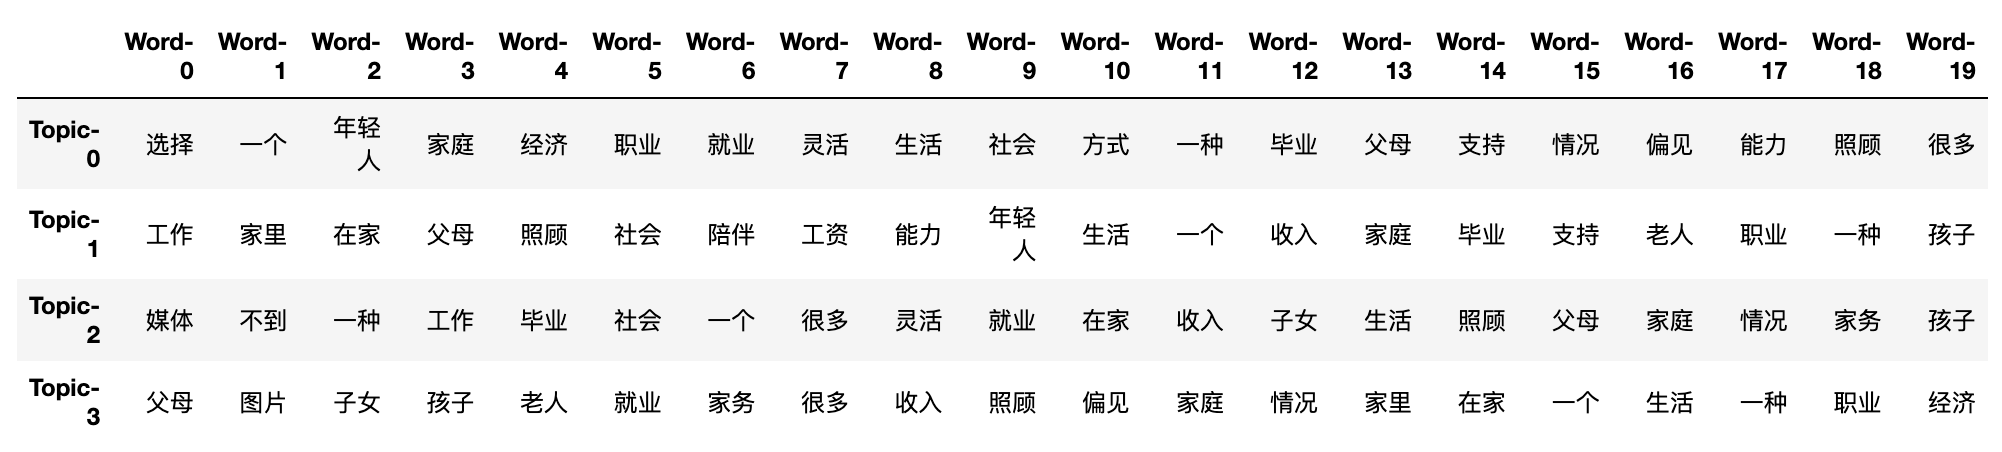 Word-0 Word-1 Word-2 Word-3 Word-4 Word-5 Word-6 Word-7 Word-8 Word-9 Word-10 Word-11 Word-12 Word-13 Word-14 Word-15 Word-16 Word-17 Word-18 Word-19
Topic-0 选择 一个 年轻人 家庭 经济 职业 就业 灵活 生活 社会 方式 一种 毕业 父母 支持 情况 偏见 能力 照顾 很多
Topic-1 工作 家里 在家 父母 照顾 社会 陪伴 工资 能力 年轻人 生活 一个 收入 家庭 毕业 支持 老人 职业 一种 孩子
Topic-2 媒体 不到 一种 工作 毕业 社会 一个 很多 灵活 就业 在家 收入 子女 生活 照顾 父母 家庭 情况 家务 孩子
Topic-3 父母 图片 子女 孩子 老人 就业 家务 很多 收入 照顾 偏见 家庭 情况 家里 在家 一个 生活 一种 职业 经济